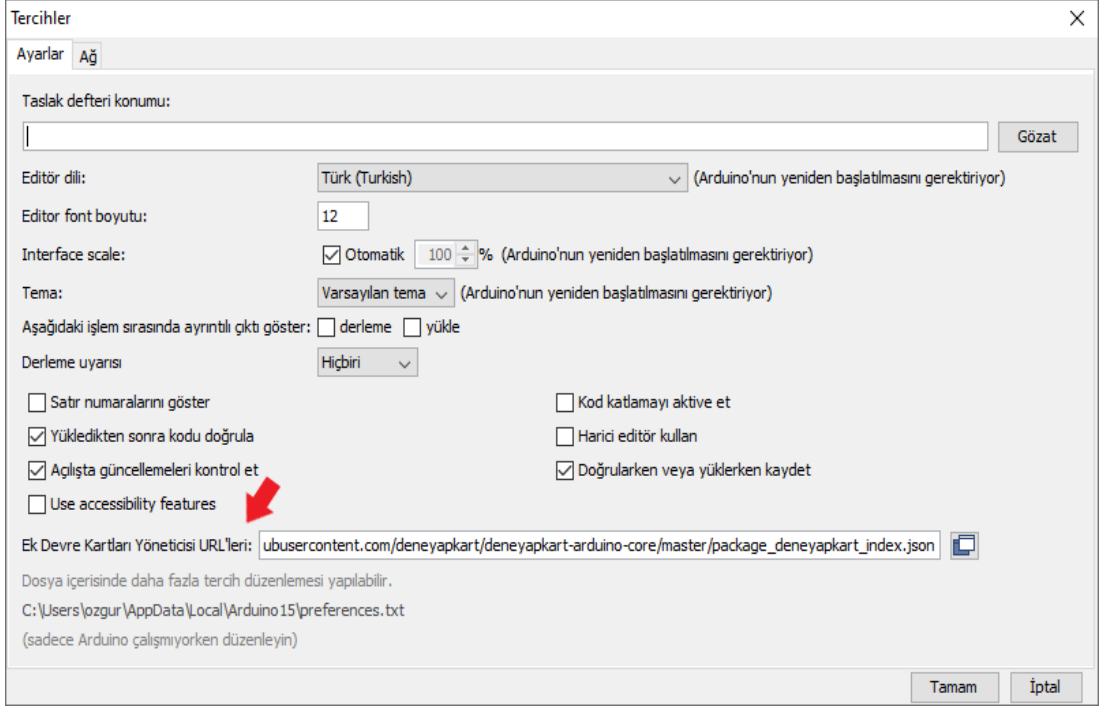 Tercihler
Ayarlar Ağ
Taslak defteri konumu:
Gözat
Editör dili: Türk (Turkish) (Arduino'nun yeniden başlatılmasını gerektiriyor)
Editor font boyutu: 12
Interface scale: Otomatik 100 % (Arduino'nun yeniden başlatılmasını gerektiriyor)
Tema: Varsayılan tema (Arduino'nun yeniden başlatılmasını gerektiriyor)
Aşağıdaki işlem sırasında ayrıntılı çıktı göster: derleme yükle
Derleme uyarısı Hiçbiri
Satır numaralarını göster Kod katlamayı aktive et
Yükledikten sonra kodu doğrula Harici editör kullan
Açılışta güncellemeleri kontrol et Doğrularken veya yüklerken kaydet
Use accessibility features
Ek Devre Kartları Yöneticisi URL'leri: ubusercontent.com/deneyapkart/deneyapkart-arduino-core/master/package_deneyapkart_index.json
Dosya içerisinde daha fazla tercih düzenlemesi yapılabilir.
C:\Users\ozgur\AppData\Local\Arduino15\preferences.txt
(sadece Arduino çalışmıyorken düzenleyin)
Tamam İptal